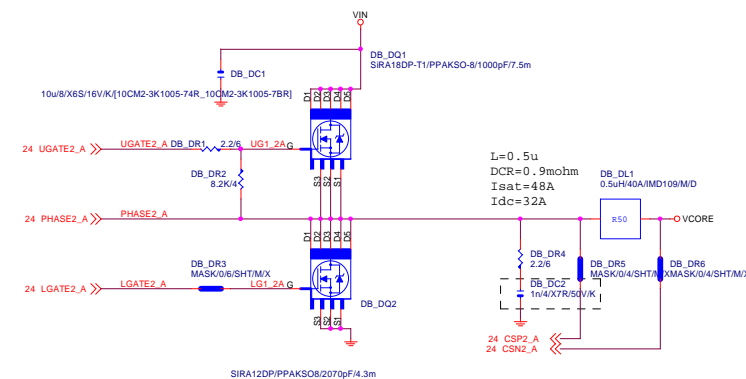 VIN
DB_DQ1
SiRA18DP-T1/PPAKSO-8/1000pF/7.5m
DB_DC1
10u/8/X6S/16V/K/[10CM2-3K1005-74R_10CM2-3K1005-7BR]
D1
D2
D3
D4
D5
24 UGATE2_A
UGATE2_A
DB_DR1
2.2/6
UG1_2A
G
DB_DR2
8.2K/4
S3
S2
S1
L=0.5u
DCR=0.9mohm
Isat=48A
Idc=32A
DB_DL1
0.5uH/40A/IMD109/M/D
R50
VCORE
24 PHASE2_A
PHASE2_A
D1
D2
D3
D4
D5
DB_DR3
MASK/0/6/SHT/M/X
24 LGATE2_A
LGATE2_A
LG1_2A
G
DB_DQ2
S3
S2
S1
DB_DR4
2.2/6
DB_DC2
1n/4/X7R/50V/K
DB_DR5
MASK/0/4/SHT/M/X
DB_DR6
MASK/0/4/SHT/M/X
24 CSP2_A
24 CSN2_A
SIRA12DP/PPAKSO8/2070pF/4.3m